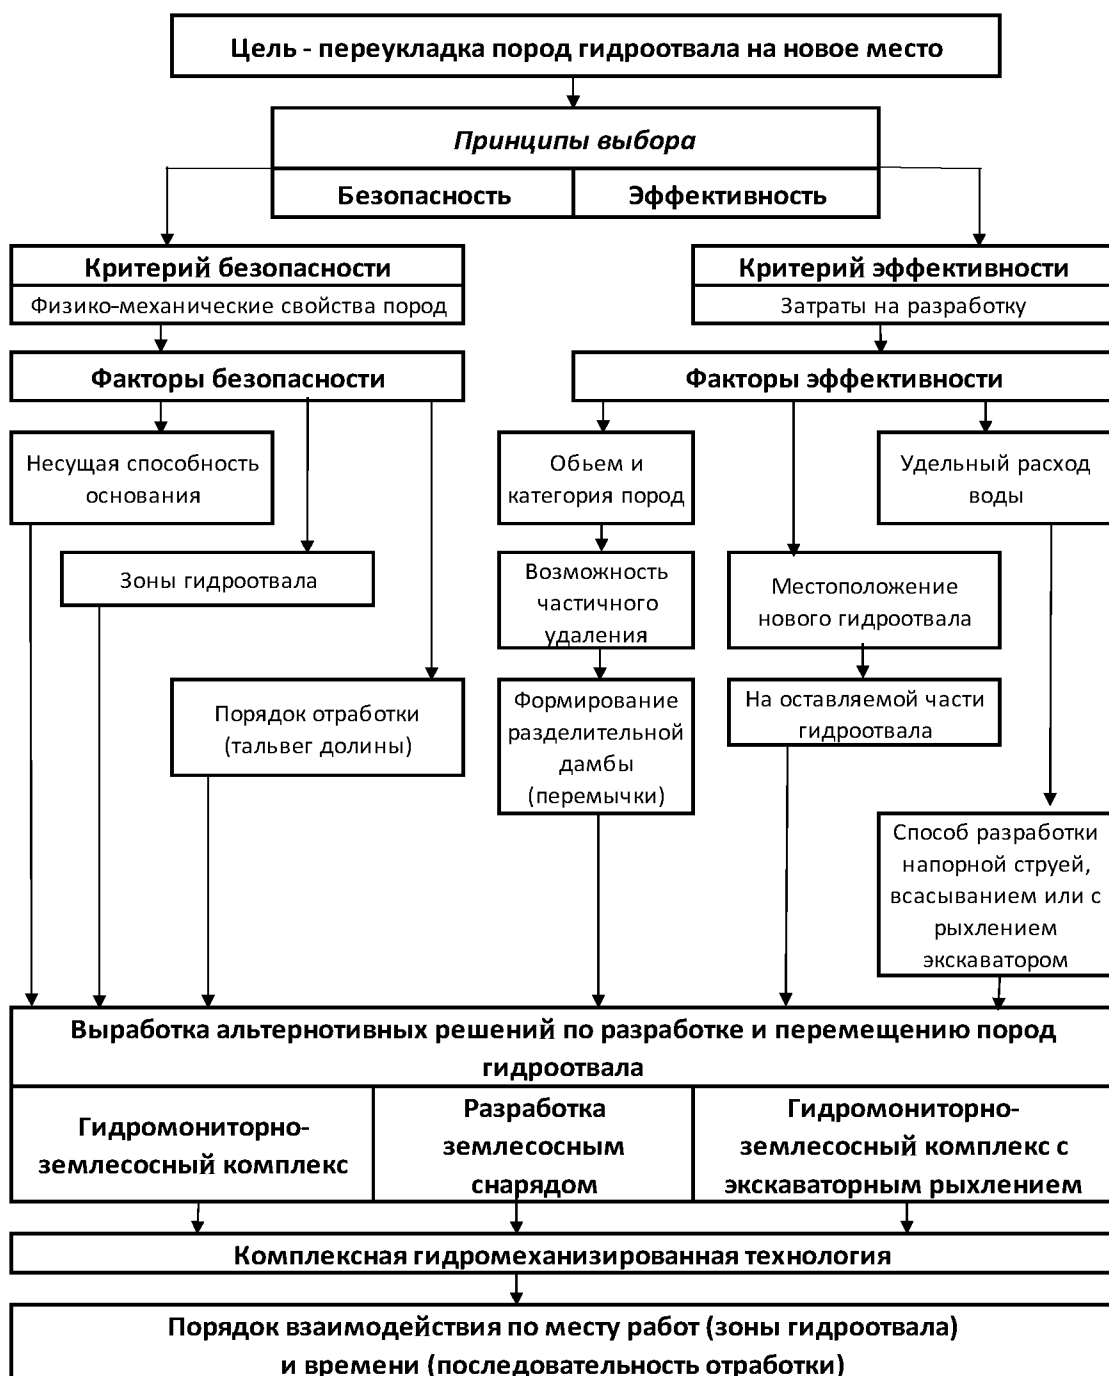 Цель - переукладка пород гидроотвала на новое место
Принципы выбора
Безопасность
Эффективность
Критерий безопасности
Физико-механические свойства пород
Критерий эффективности
Затраты на разработку
Факторы безопасности
Факторы эффективности
Несущая способность
основания
Обьем и
категория пород
Удельный расход
воды
Зоны гидроотвала
Возможность
частичного
удаления
Местоположение
нового гидроотвала
Порядок отработки
(тальвег долины)
Формирование
разделительной
дамбы
(перемычки)
На оставляемой части
гидроотвала
Способ разработки
напорной струей,
всасыванием или с
рыхлением
экскаватором
Выработка альтернотивных решений по разработке и перемещению пород
гидроотвала
Гидромониторно-
землесосный комплекс
Разработка
землесосным
снарядом
Гидромониторно-
землесосный комплекс с
экскаваторным рыхлением
Комплексная гидромеханизированная технология
Порядок взаимодействия по месту работ (зоны гидроотвала)
и времени (последовательность отработки)